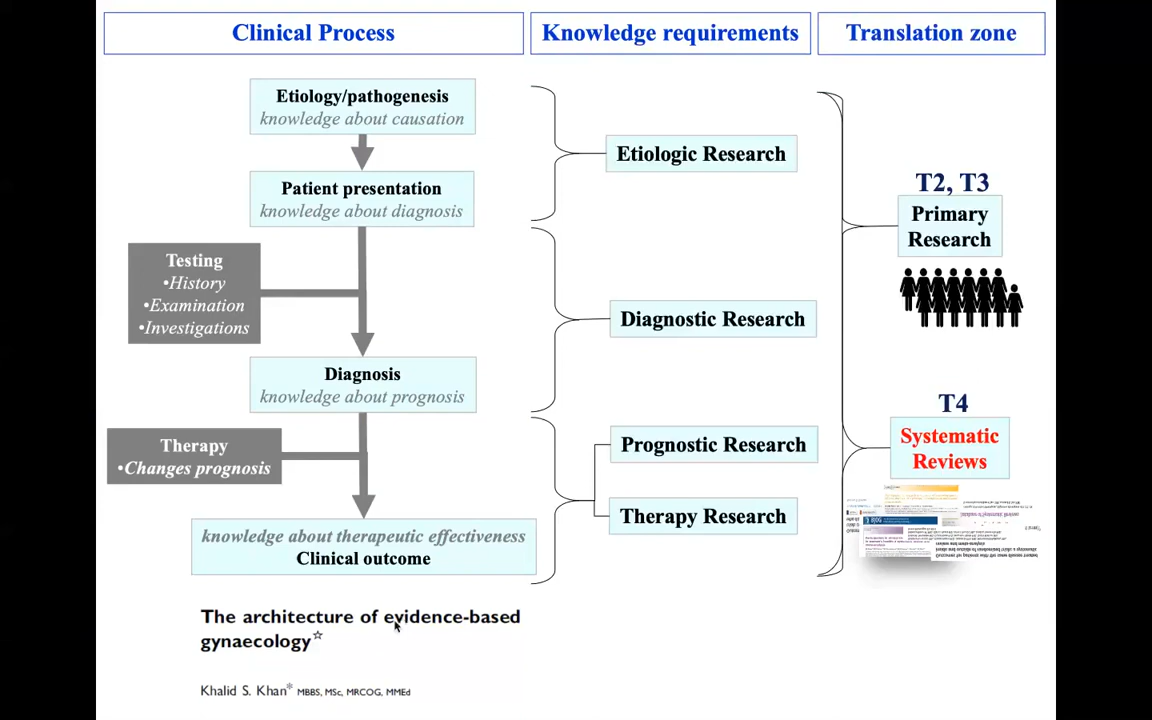 Clinical Process
Knowledge requirements
Translation zone
Etiology/pathogenesis
knowledge about causation
Patient presentation
knowledge about diagnosis
Testing
•History
•Examination
•Investigations
Diagnosis
knowledge about prognosis
Therapy
•Changes prognosis
knowledge about therapeutic effectiveness
Clinical outcome
Etiologic Research
Diagnostic Research
Prognostic Research
Therapy Research
T2, T3
Primary
Research
T4
Systematic
Reviews
The architecture of evidence-based
gynaecology☆
Khalid S. Khan* MBBS, MSc, MRCOG, MMEd